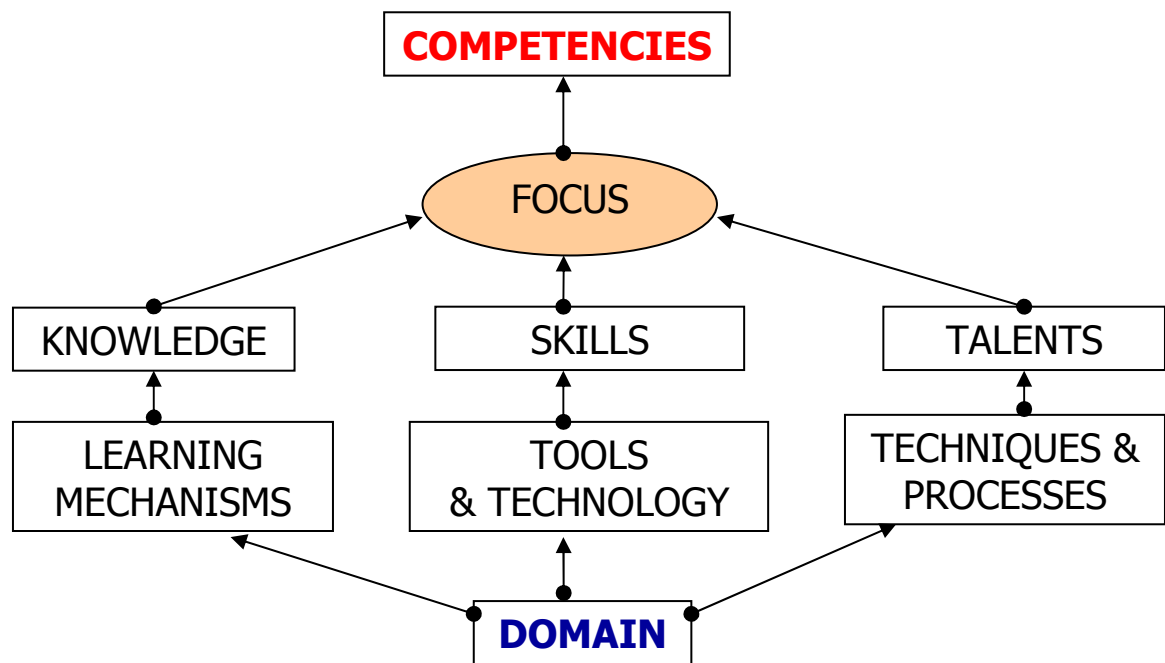 COMPETENCIES
FOCUS
KNOWLEDGE
SKILLS
TALENTS
LEARNING
MECHANISMS
TOOLS
& TECHNOLOGY
TECHNIQUES &
PROCESSES
DOMAIN